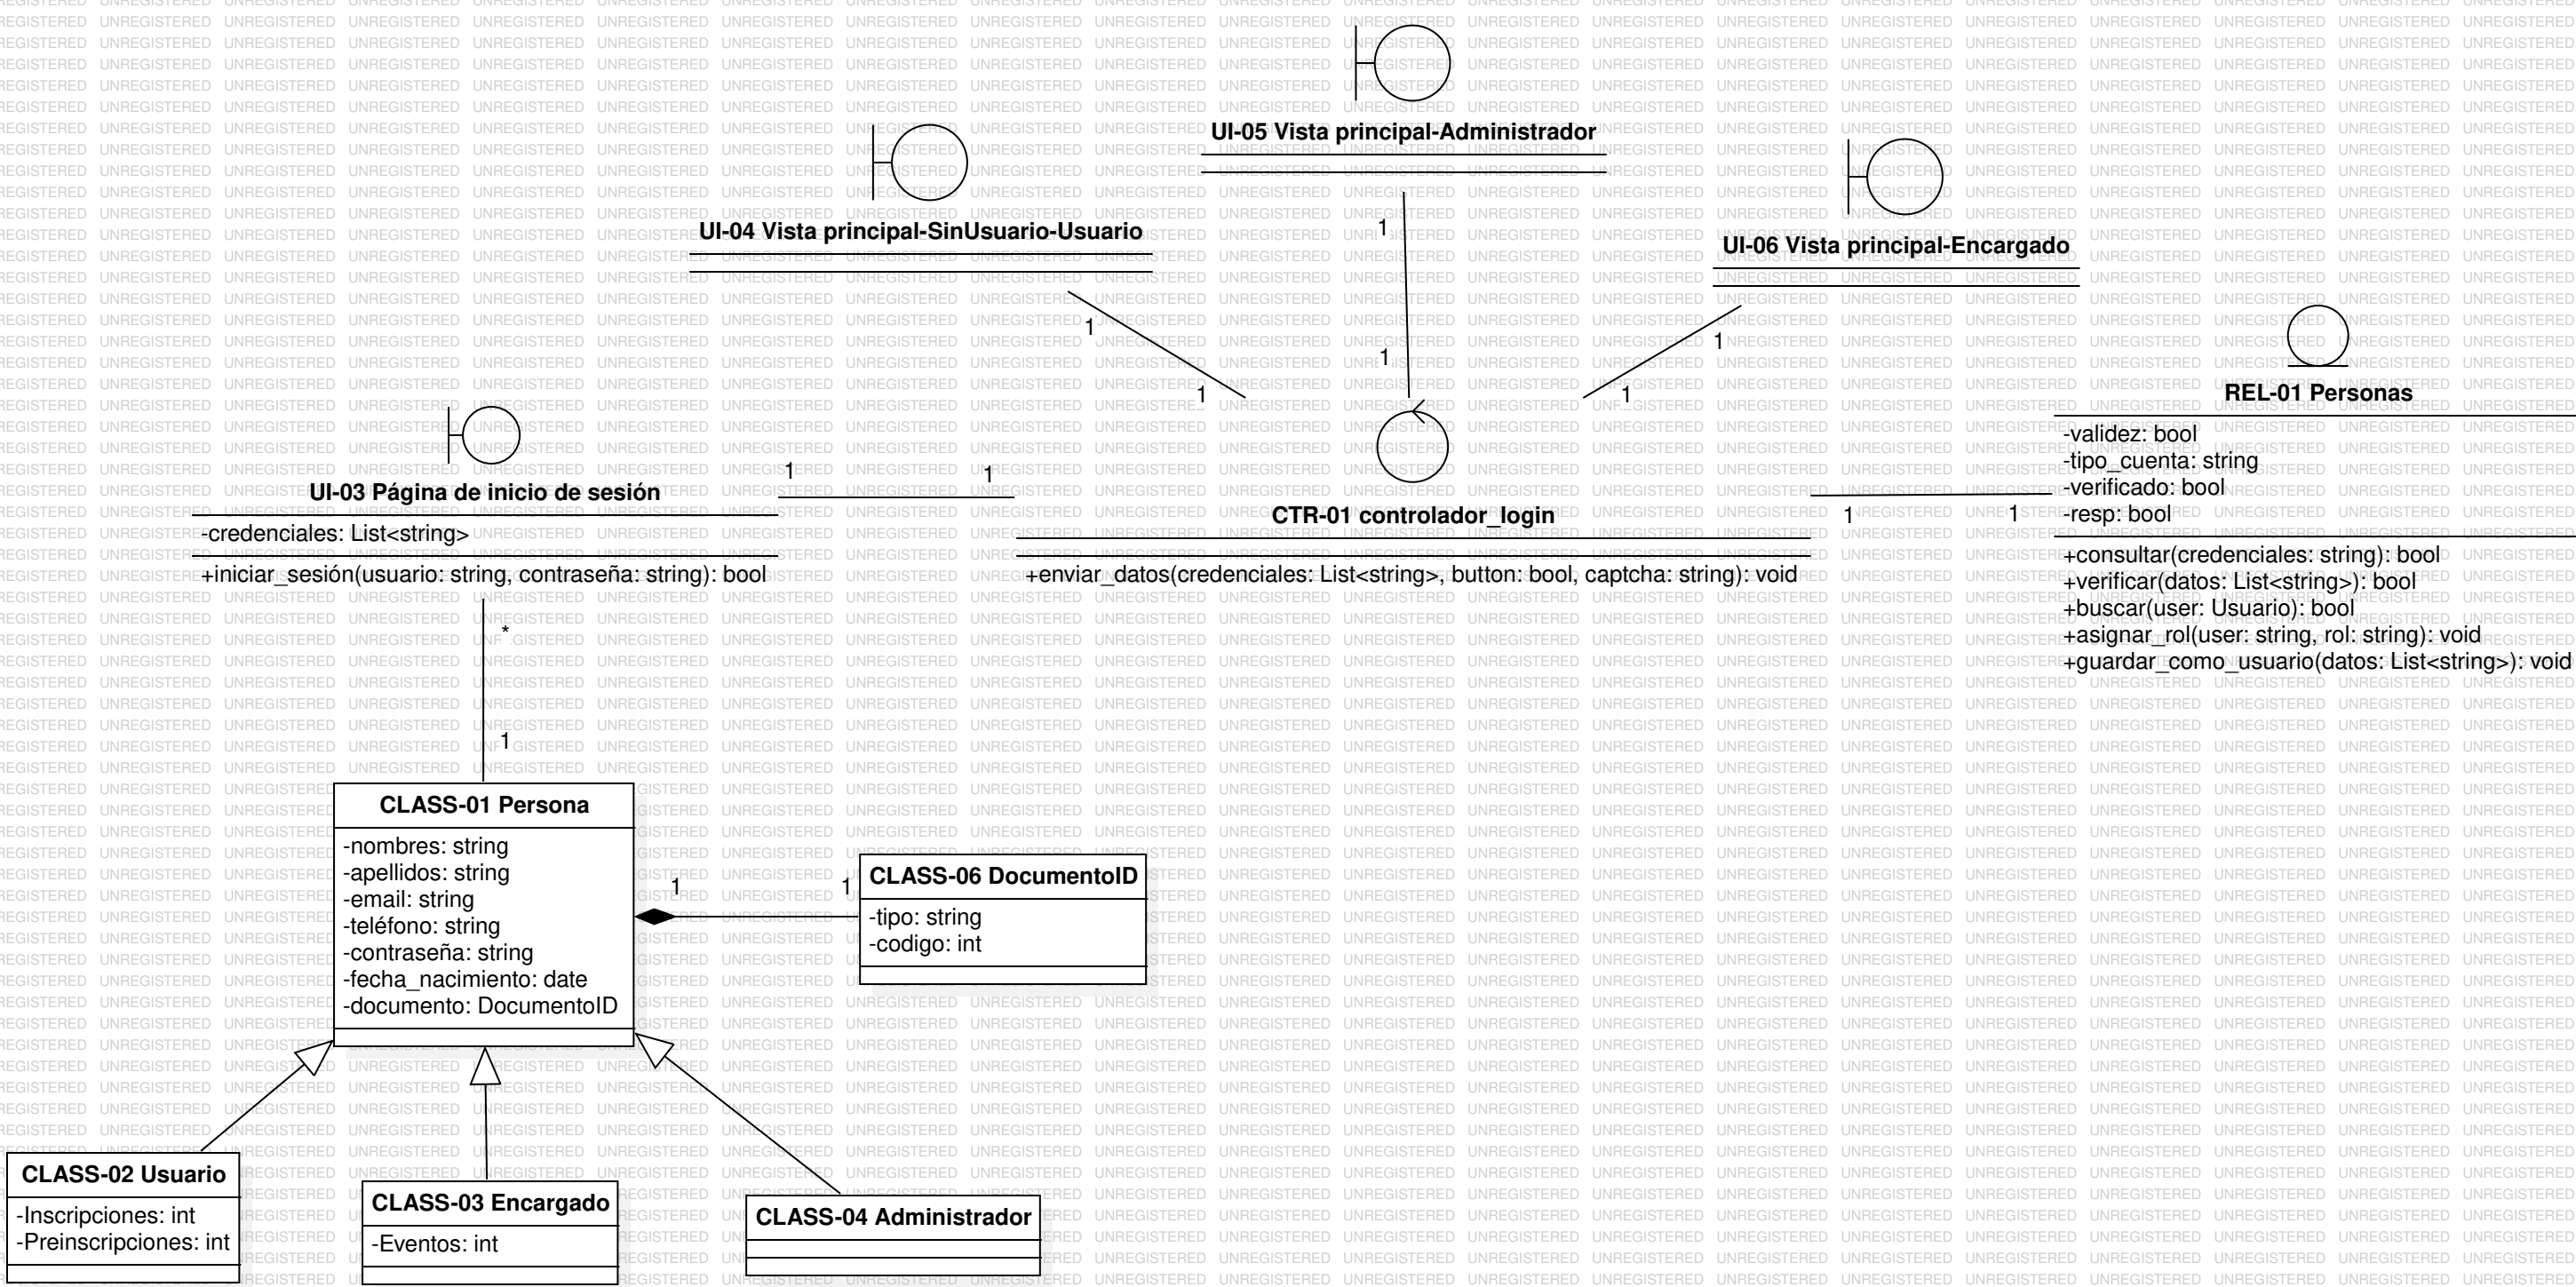 UI-05 Vista principal-Administrador
1
1
UI-04 Vista principal-SinUsuario-Usuario
1
1
UI-06 Vista principal-Encargado
1
1
UI-03 Página de inicio de sesión
-credenciales: List<string>
+iniciar_sesión(usuario: string, contraseña: string): bool
1
1
CTR-01 controlador_login
+enviar_datos(credenciales: List<string>, button: bool, captcha: string): void
1
1
REL-01 Personas
-validez: bool
-tipo_cuenta: string
-verificado: bool
-resp: bool
+consultar(credenciales: string): bool
+verificar(datos: List<string>): bool
+buscar(user: Usuario): bool
+asignar_rol(user: string, rol: string): void
+guardar_como_usuario(datos: List<string>): void
*
1
CLASS-01 Persona
-nombres: string
-apellidos: string
-email: string
-teléfono: string
-contraseña: string
-fecha_nacimiento: date
-documento: DocumentoID
1
1
CLASS-06 DocumentoID
-tipo: string
-codigo: int
CLASS-02 Usuario
-Inscripciones: int
-Preinscripciones: int
CLASS-03 Encargado
-Eventos: int
CLASS-04 Administrador
UNREGISTERED